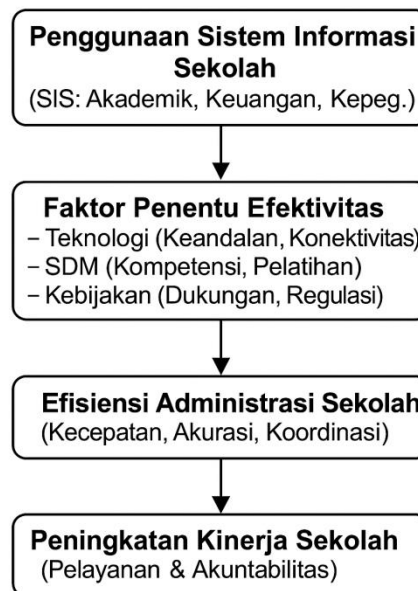 Penggunaan Sistem Informasi
Sekolah
(SIS: Akademik, Keuangan, Kepeg.)
Faktor Penentu Efektivitas
– Teknologi (Keandalan, Konektivitas)
– SDM (Kompetensi, Pelatihan)
– Kebijakan (Dukungan, Regulasi)
Efisiensi Administrasi Sekolah
(Kecepatan, Akurasi, Koordinasi)
Peningkatan Kinerja Sekolah
(Pelayanan & Akuntabilitas)